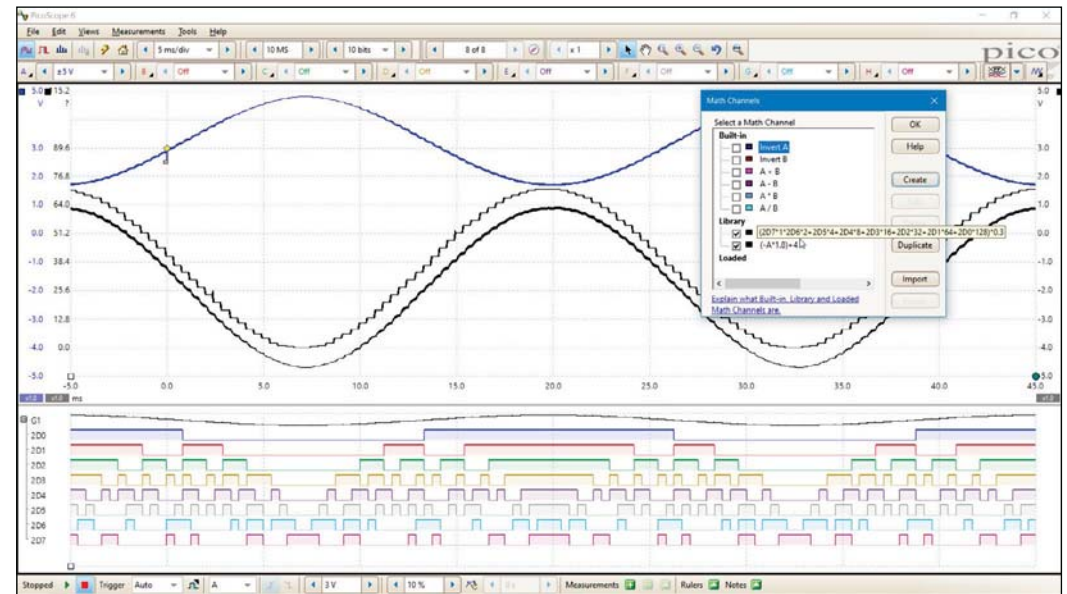 PicoScope 6
File Edit Views Measurements Tools Help
5 ms/div 10 MS 10 bits 8 of 8 x 1
pico
A ±5 V B Off C Off D Off E Off F Off G Off H Off
5.0 15.2 5.0
V ? V
3.0 89.6 3.0
2.0 76.8 2.0
1.0 64.0 1.0
0.0 51.2 0.0
-1.0 38.4 -1.0
-2.0 25.6 -2.0
-3.0 12.8 -3.0
-4.0 0.0 -4.0
-5.0 5.0
-5.0 0.0 5.0 10.0 15.0 20.0 25.0 30.0 35.0 40.0 45.0
x1.0 x1.0 ms x1.0
Math Channels
Select a Math Channel
Built-in
Invert A
Invert B
A + B
A - B
A * B
A / B
Library
(2D7*1*2D6*2+2D5*4+2D4*8+2D3*16+2D2*32+2D1*64+2D0*128)*0.3
(-A*1.0)+4
Loaded
Explain what Built-in, Library and Loaded
Math Channels are.
OK
Help
Create
Duplicate
Import
G1
2D0
2D1
2D2
2D3
2D4
2D5
2D6
2D7
Stopped Trigger Auto A 3 V 10 % Measurements Rulers Notes